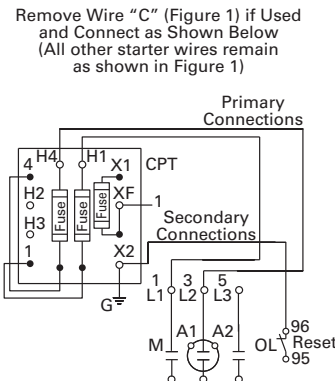 Remove Wire “C” (Figure 1) if Used
and Connect as Shown Below
(All other starter wires remain
as shown in Figure 1)
Primary
Connections
H4 H1 X1 CPT
4
H2 XF 1
Fuse Fuse Fuse
H3
Secondary
Connections
1 X2
G
1 3 5
L1 L2 L3
96
M A1 A2 OL Reset
95